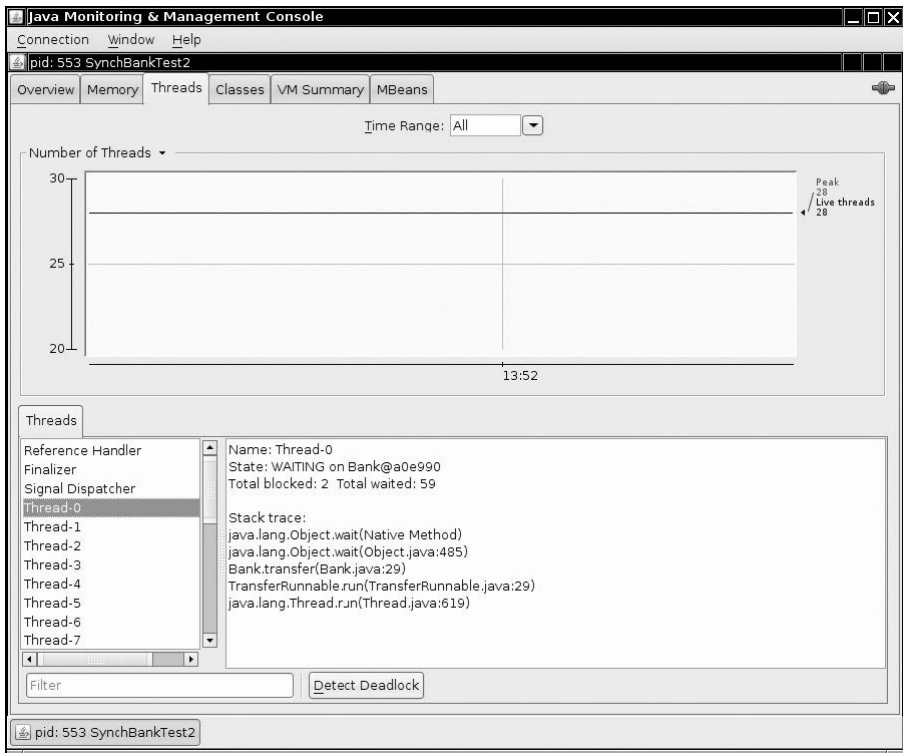 Java Monitoring & Management Console
Connection Window Help
pid: 553 SynchBankTest2
Overview Memory Threads Classes VM Summary MBeans
Time Range: All
Number of Threads
30
25
20
Peak
28
Live threads
28
13:52
Threads
Reference Handler
Finalizer
Signal Dispatcher
Thread-0
Thread-1
Thread-2
Thread-3
Thread-4
Thread-5
Thread-6
Thread-7
Name: Thread-0
State: WAITING on Bank@a0e990
Total blocked: 2 Total waited: 59
Stack trace:
java.lang.Object.wait(Native Method)
java.lang.Object.wait(Object.java:485)
Bank.transfer(Bank.java:29)
TransferRunnable.run(TransferRunnable.java:29)
java.lang.Thread.run(Thread.java:619)
Filter
Detect Deadlock
pid: 553 SynchBankTest2